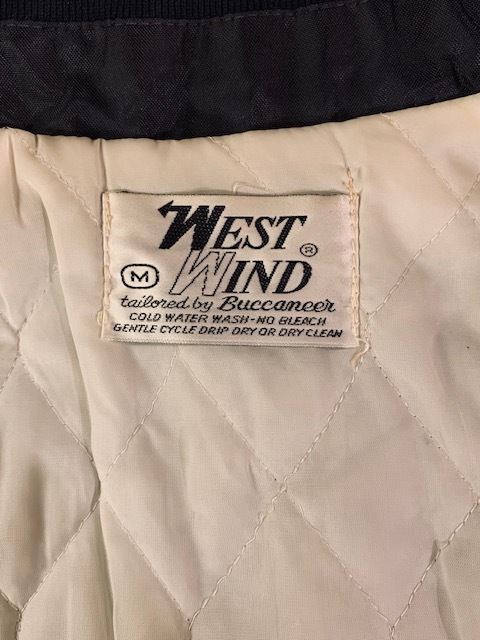 WEST
WIND ®
M
tailored by Buccaneer
COLD WATER WASH-NO BLEACH
GENTLE CYCLE DRIP DRY OR DRY CLEAN